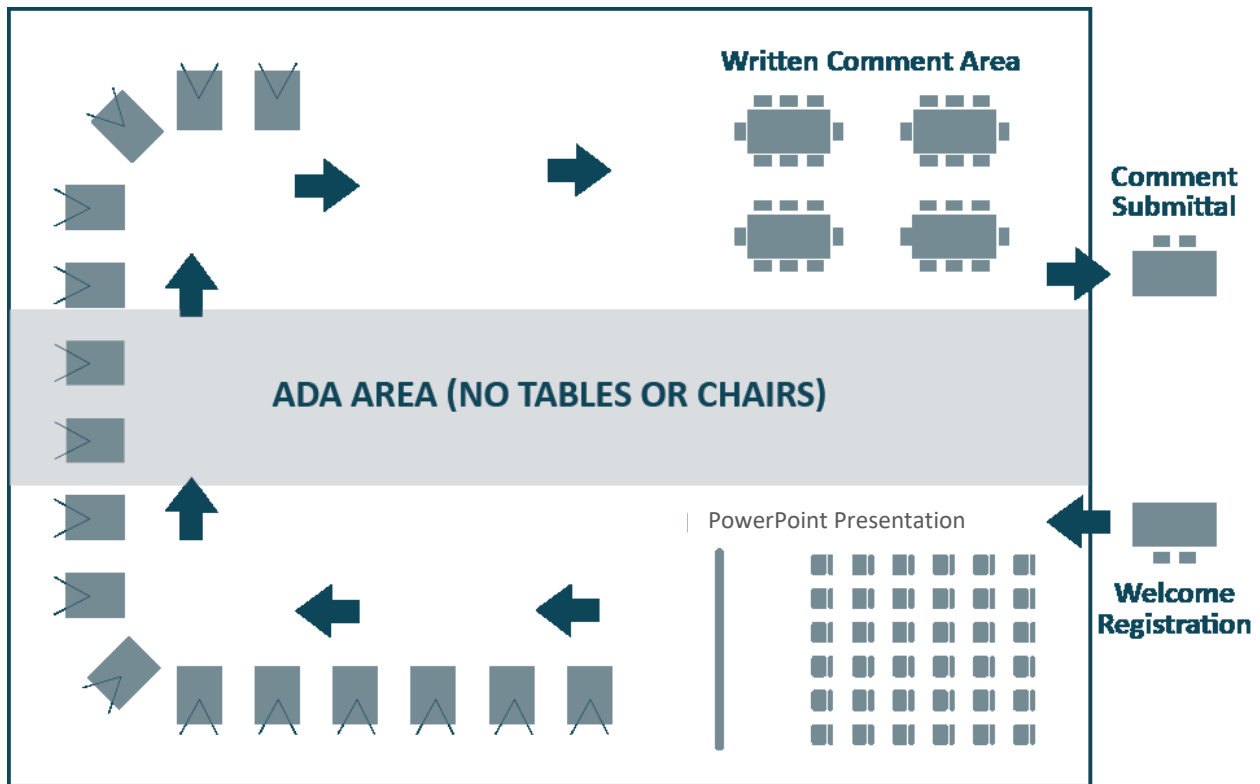 Written Comment Area
Comment
Submittal
ADA AREA (NO TABLES OR CHAIRS)
PowerPoint Presentation
Welcome
Registration